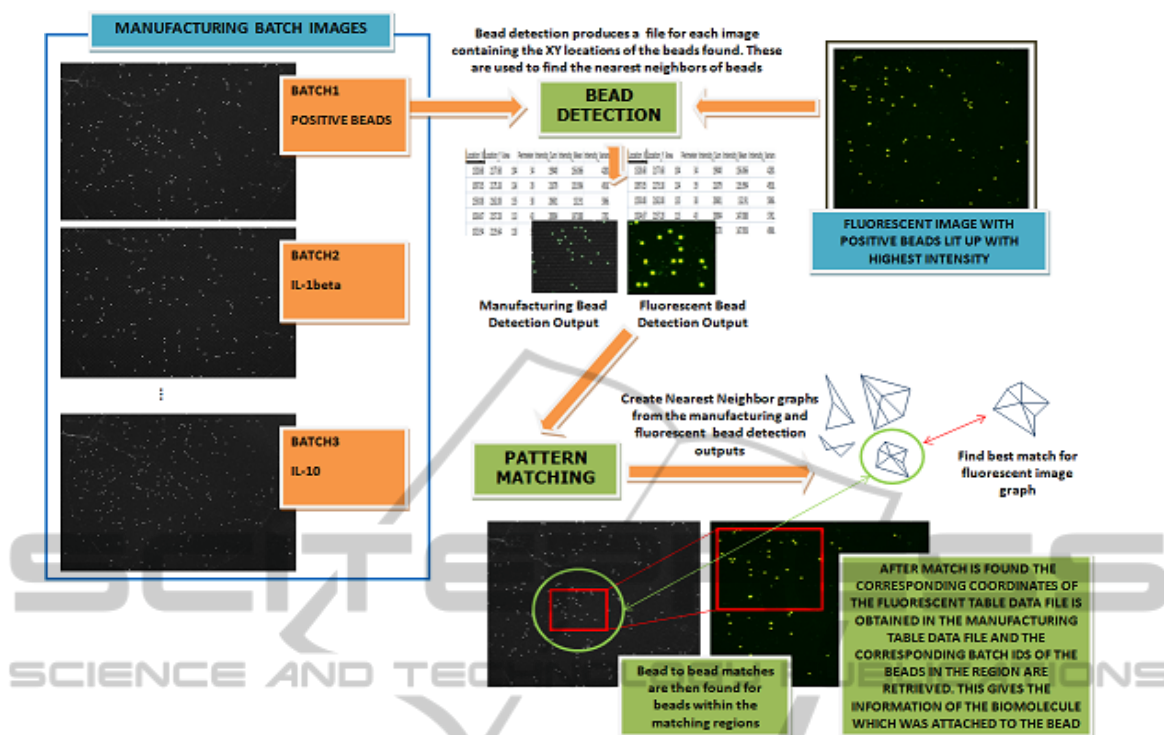 MANUFACTURING BATCH IMAGES
BATCH1
POSITIVE BEADS
BATCH2
IL-1beta
...
BATCH3
IL-10
Bead detection produces a file for each image
containing the XY locations of the beads found. These
are used to find the nearest neighbors of beads
BEAD
DETECTION
Manufacturing Bead
Detection Output
Fluorescent Bead
Detection Output
FLUORESCENT IMAGE WITH
POSITIVE BEADS LIT UP WITH
HIGHEST INTENSITY
PATTERN
MATCHING
Create Nearest Neighbor graphs
from the manufacturing and
fluorescent bead detection
outputs
Find best match for
fluorescent image
graph
Bead to bead matches
are then found for
beads within the
matching regions
AFTER MATCH IS FOUND THE
CORRESPONDING COORDINATES OF
THE FLUORESCENT TABLE DATA FILE IS
OBTAINED IN THE MANUFACTURING
TABLE DATA FILE AND THE
CORRESPONDING BATCH IDS OF THE
BEADS IN THE REGION ARE
RETRIEVED. THIS GIVES THE
INFORMATION OF THE BIOMOLECULE
WHICH WAS ATTACHED TO THE BEAD
SCIENCE AND